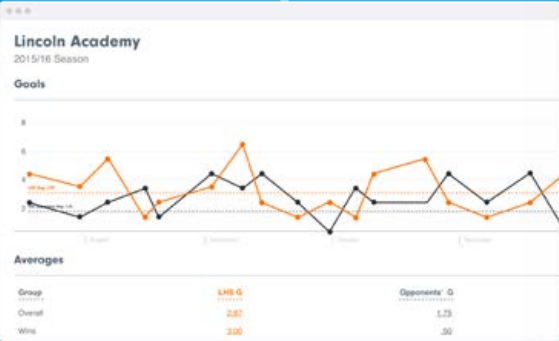 Lincoln Academy
2015/16 Season
Goals
8
6
4
2
August
Averages
Group LHS G Opponents' G
Overall 2.87 1.75
Wins 3.00 .50